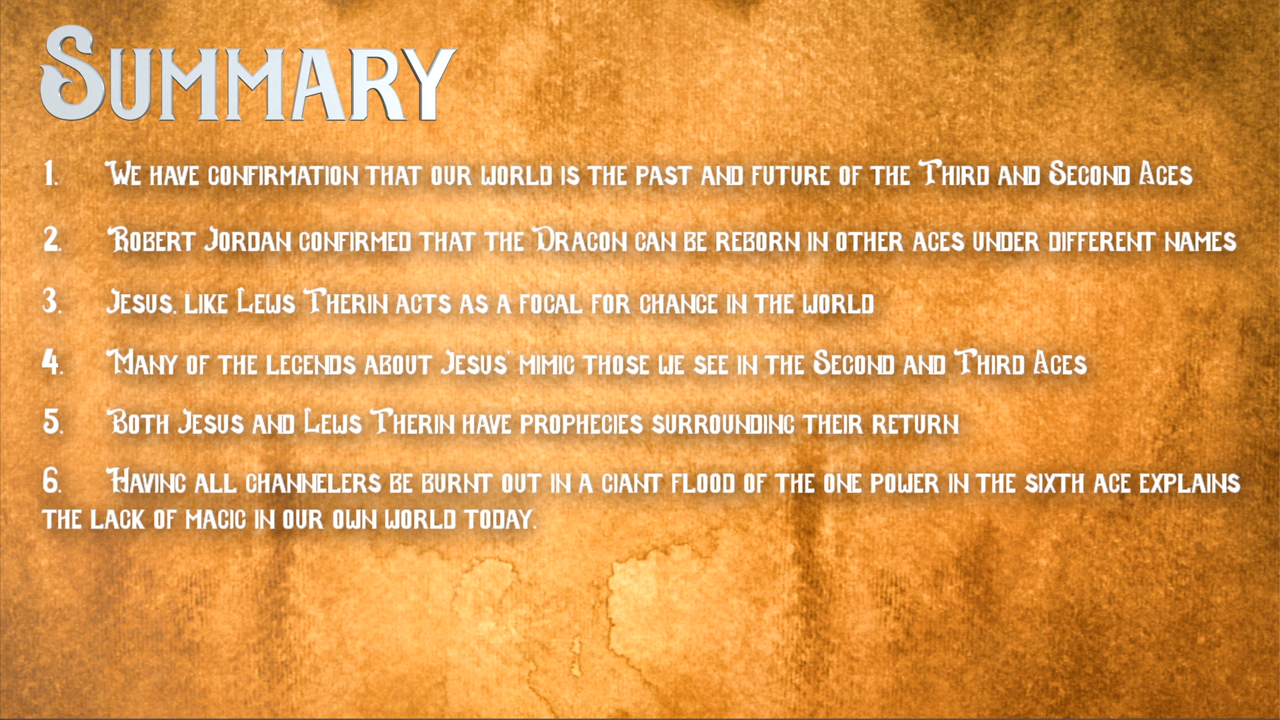 Summary
1. We have confirmation that our world is the past and future of the Third and Second Ages
2. Robert Jordan confirmed that the Dragon can be reborn in other ages under different names
3. Jesus, like Lews Therin acts as a focal for change in the world
4. Many of the legends about Jesus' mimic those we see in the Second and Third Ages
5. Both Jesus and Lews Therin have prophecies surrounding their return
6. Having all channelers be burnt out in a giant flood of the one power in the sixth age explains
the lack of magic in our own world today.